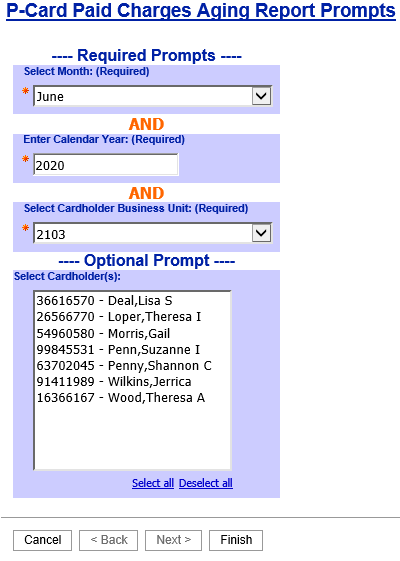 P-Card Paid Charges Aging Report Prompts
---- Required Prompts ----
Select Month: (Required)
* June
AND
Enter Calendar Year: (Required)
* 2020
AND
Select Cardholder Business Unit: (Required)
* 2103
---- Optional Prompt ----
Select Cardholder(s):
36616570 - Deal,Lisa S
26566770 - Loper,Theresa I
54960580 - Morris,Gail
99845531 - Penn,Suzanne I
63702045 - Penny,Shannon C
91411989 - Wilkins,Jerrica
16366167 - Wood,Theresa A
Select all Deselect all
Cancel < Back Next > Finish